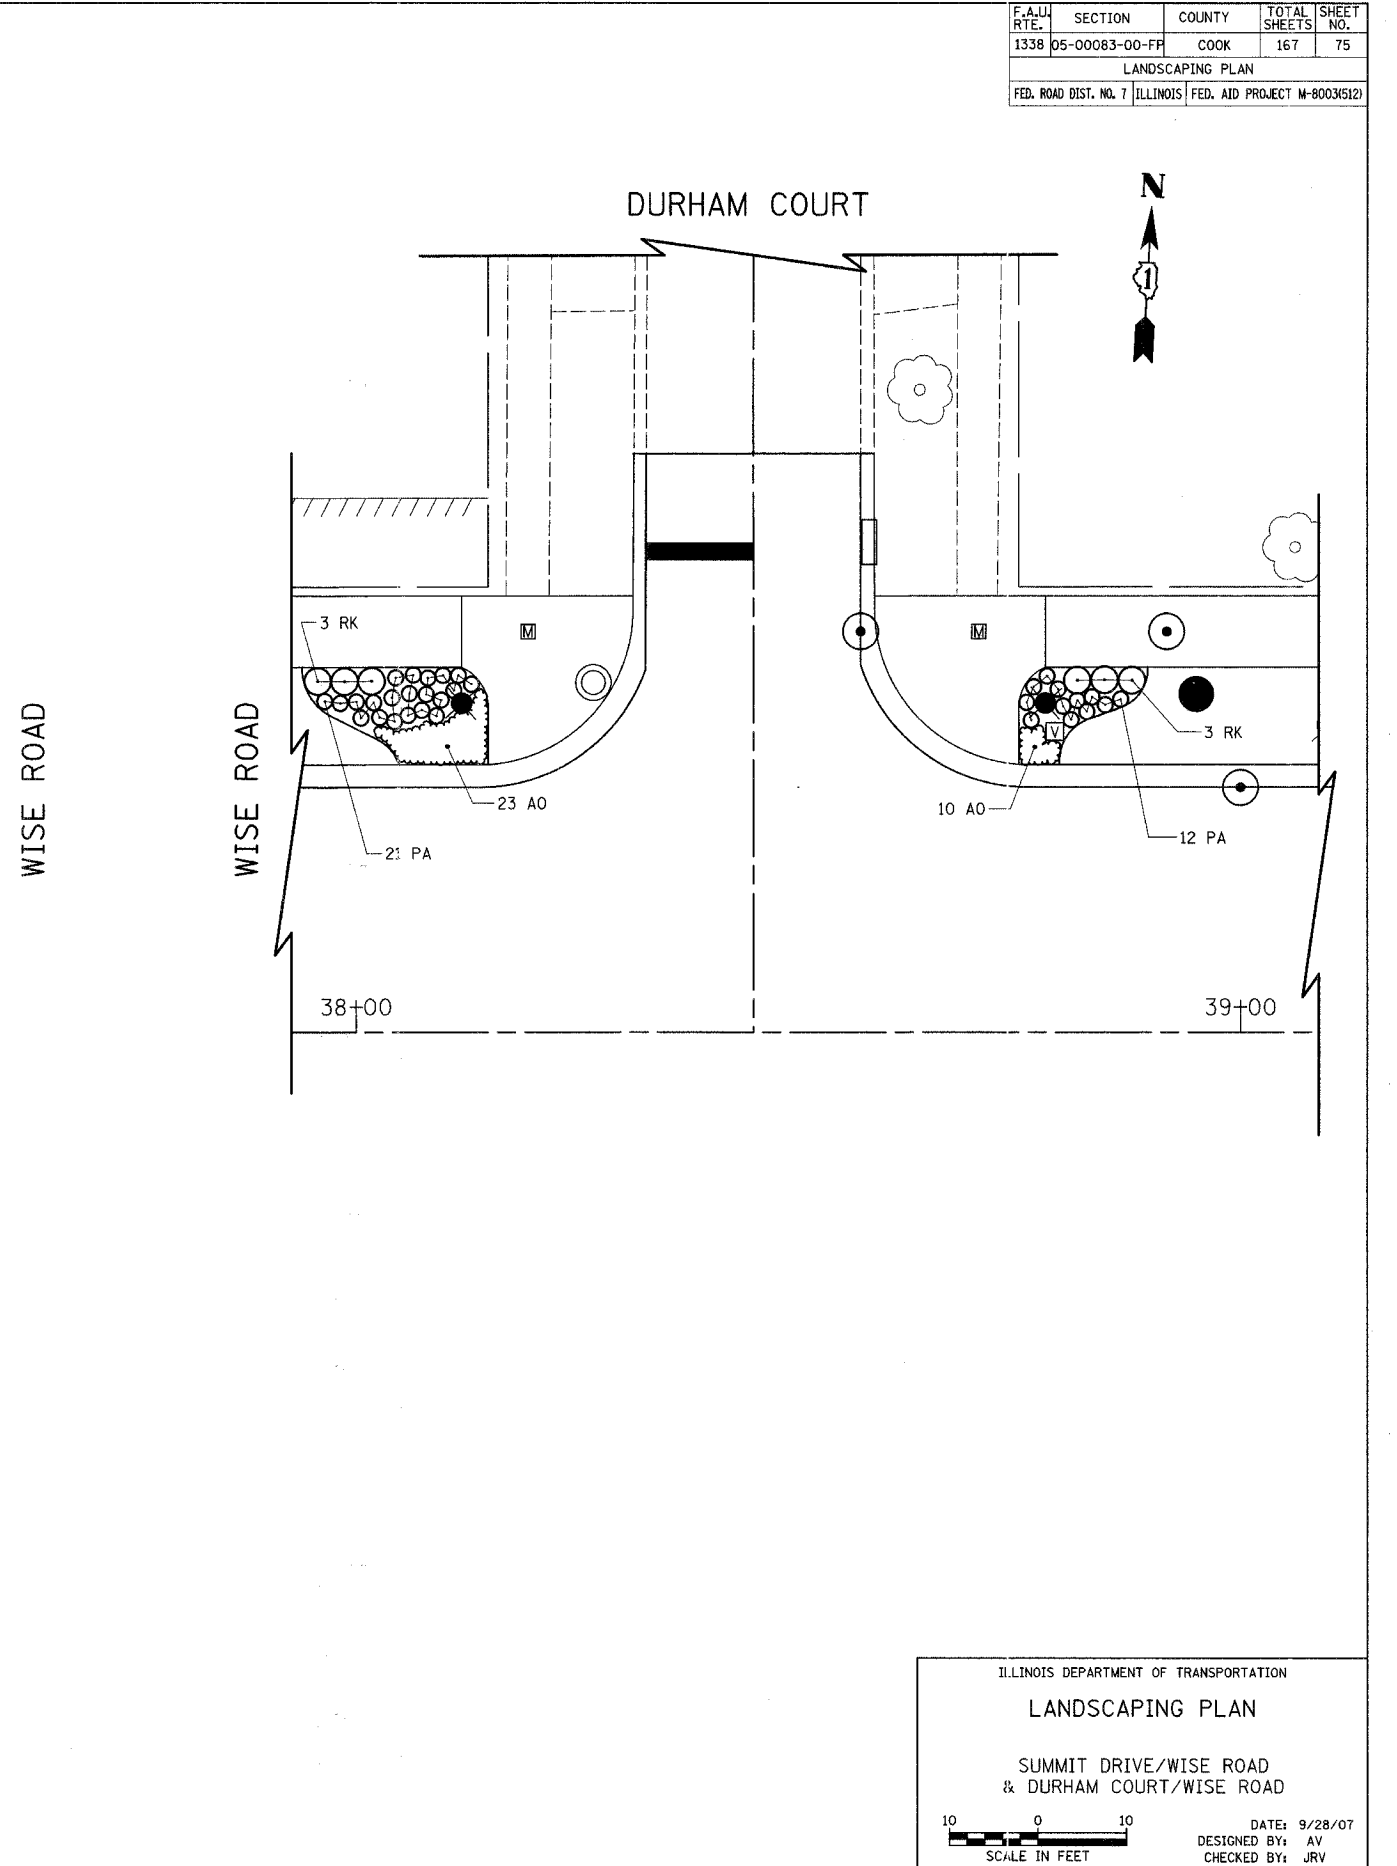 F.A.U. RTE. SECTION COUNTY TOTAL SHEETS SHEET NO.
1338 05-00083-00-FP COOK 167 75
LANDSCAPING PLAN
FED. ROAD DIST. NO. 7 ILLINOIS FED. AID PROJECT M-8003(512)
N
1
DURHAM COURT
3 RK
M
M
V
3 RK
WISE ROAD
WISE ROAD
23 AO
10 AO
12 PA
21 PA
38+00
39+00
ILLINOIS DEPARTMENT OF TRANSPORTATION
LANDSCAPING PLAN
SUMMIT DRIVE/WISE ROAD
& DURHAM COURT/WISE ROAD
10 0 10
SCALE IN FEET
DATE: 9/28/07
DESIGNED BY: AV
CHECKED BY: JRV